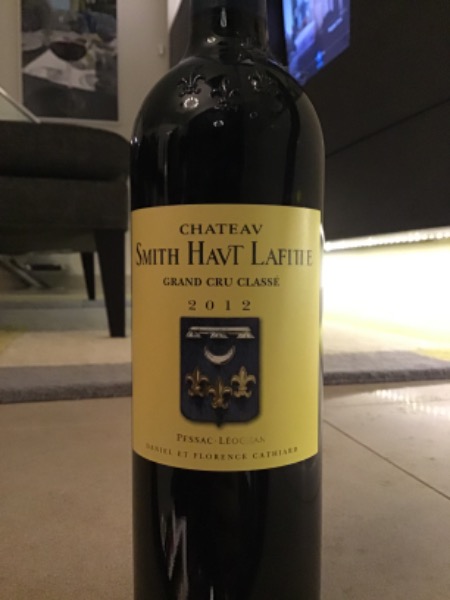 CHATEAV
SMITH HAVT LAFITTE
GRAND CRU CLASSÉ
2012
PESSAC-LÉOGNAN
DANIEL ET FLORENCE CATHIARD